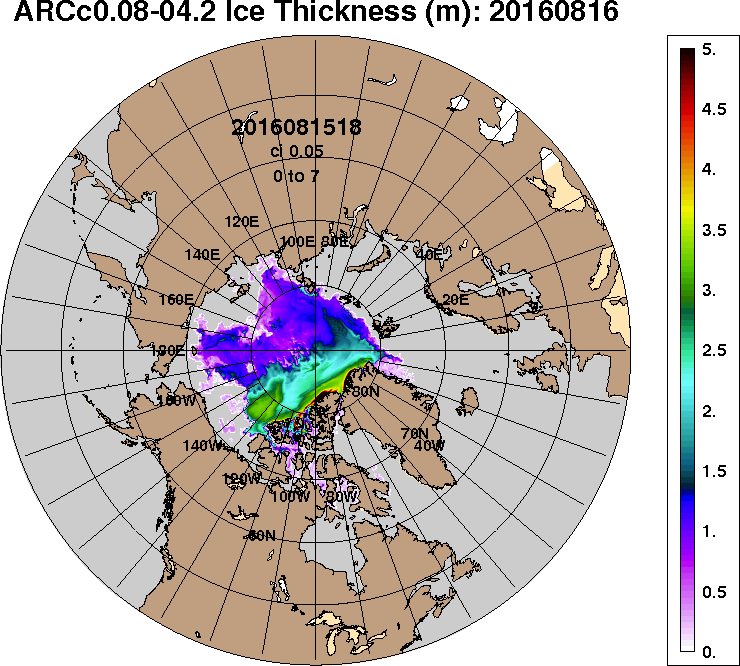 ARCc0.08-04.2 Ice Thickness (m): 20160816
5.
4.5
4.
3.5
3.
2.5
2.
1.5
1.
0.5
0.
2016081518
ci 0.05
0 to 7
120E
100E 80E
140E
40E
160E
20E
180E
160W
80N
140W
70N
40W
120W
100W 80W
60N